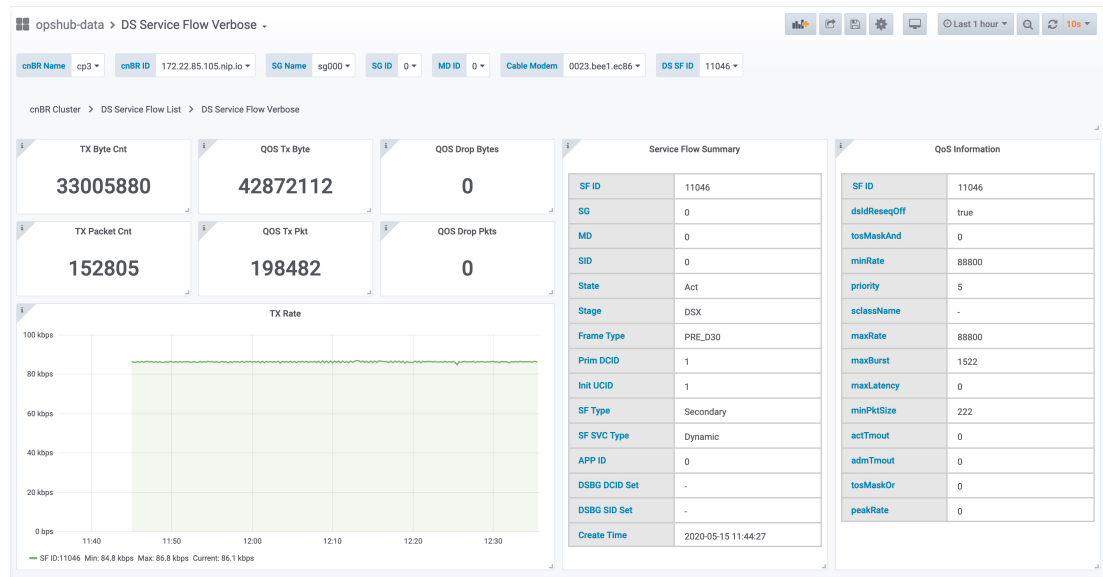 opshub-data > DS Service Flow Verbose
Last 1 hour
10s
cnBR Name cp3 cnBR ID 172.22.85.105.nip.io SG Name sg000 SG ID 0 MD ID 0 Cable Modem 0023.bee1.ec86 DS SF ID 11046
cnBR Cluster > DS Service Flow List > DS Service Flow Verbose
TX Byte Cnt
33005880
QOS Tx Byte
42872112
QOS Drop Bytes
0
TX Packet Cnt
152805
QOS Tx Pkt
198482
QOS Drop Pkts
0
TX Rate
100 kbps
80 kbps
60 kbps
40 kbps
20 kbps
0 bps
11:40 11:50 12:00 12:10 12:20 12:30
SF ID:11046 Min: 84.8 kbps Max: 86.8 kbps Current: 86.1 kbps
Service Flow Summary
SF ID 11046
SG 0
MD 0
SID 0
State Act
Stage DSX
Frame Type PRE_D30
Prim DCID 1
Init UCID 1
SF Type Secondary
SF SVC Type Dynamic
APP ID 0
DSBG DCID Set -
DSBG SID Set -
Create Time 2020-05-15 11:44:27
QoS Information
SF ID 11046
dsIdReseqOff true
tosMaskAnd 0
minRate 88800
priority 5
sclassName -
maxRate 88800
maxBurst 1522
maxLatency 0
minPktSize 222
actTmout 0
admTmout 0
tosMaskOr 0
peakRate 0